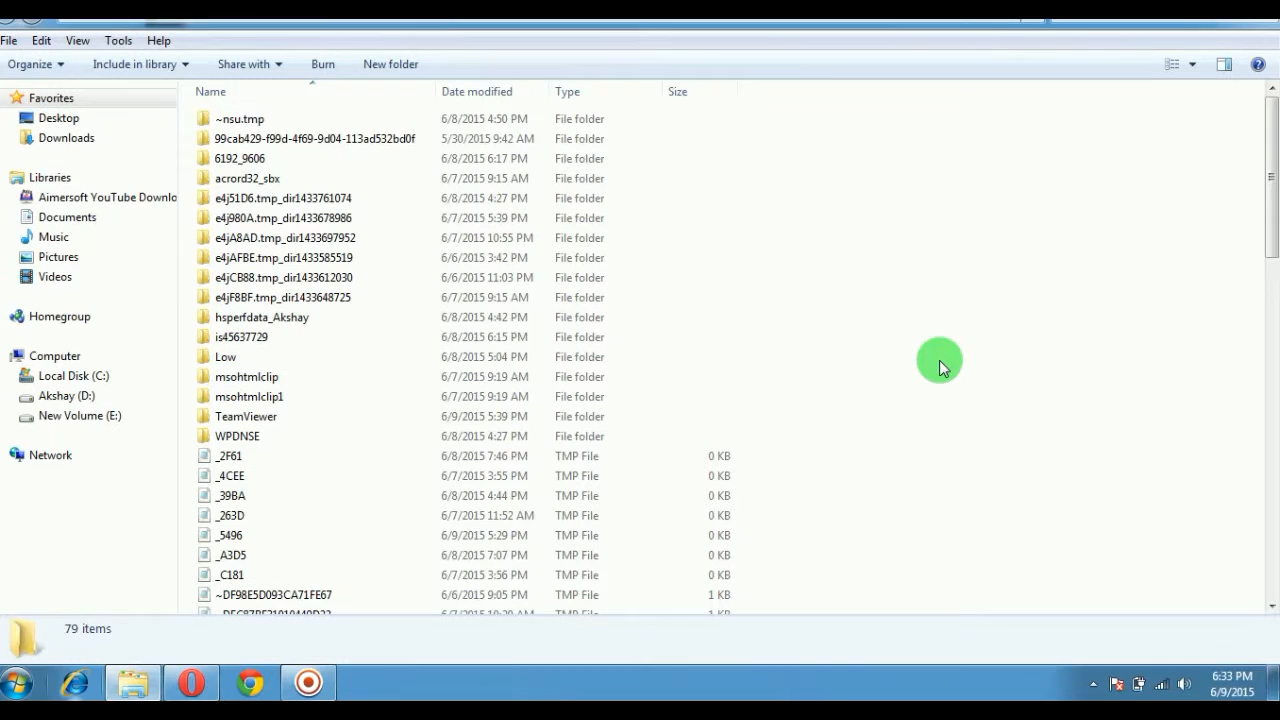 File Edit View Tools Help
Organize Include in library Share with Burn New folder
Name Date modified Type Size
Favorites
Desktop
Downloads
Libraries
Aimersoft YouTube Downlo
Documents
Music
Pictures
Videos
Homegroup
Computer
Local Disk (C:)
Akshay (D:)
New Volume (E:)
Network
~nsu.tmp 6/8/2015 4:50 PM File folder
99cab429-f99d-4f69-9d04-113ad532bd0f 5/30/2015 9:42 AM File folder
6192_9606 6/8/2015 6:17 PM File folder
acrord32_sbx 6/7/2015 9:15 AM File folder
e4j51D6.tmp_dir1433761074 6/8/2015 4:27 PM File folder
e4j980A.tmp_dir1433678986 6/7/2015 5:39 PM File folder
e4jA8AD.tmp_dir1433697952 6/7/2015 10:55 PM File folder
e4jAFBE.tmp_dir1433585519 6/6/2015 3:42 PM File folder
e4jCB88.tmp_dir1433612030 6/6/2015 11:03 PM File folder
e4jF8BF.tmp_dir1433648725 6/7/2015 9:15 AM File folder
hsperfdata_Akshay 6/8/2015 4:42 PM File folder
is45637729 6/8/2015 6:15 PM File folder
Low 6/8/2015 5:04 PM File folder
msohtmlclip 6/7/2015 9:19 AM File folder
msohtmlclip1 6/7/2015 9:19 AM File folder
TeamViewer 6/9/2015 5:39 PM File folder
WPDNSE 6/8/2015 4:27 PM File folder
_2F61 6/8/2015 7:46 PM TMP File 0 KB
_4CEE 6/7/2015 3:55 PM TMP File 0 KB
_39BA 6/8/2015 4:44 PM TMP File 0 KB
_263D 6/7/2015 11:52 AM TMP File 0 KB
_5496 6/9/2015 5:29 PM TMP File 0 KB
_A3D5 6/8/2015 7:07 PM TMP File 0 KB
_C181 6/7/2015 3:56 PM TMP File 0 KB
~DF98E5D093CA71FE67 6/6/2015 9:05 PM TMP File 1 KB
TMP File 1 KB
79 items
6:33 PM
6/9/2015